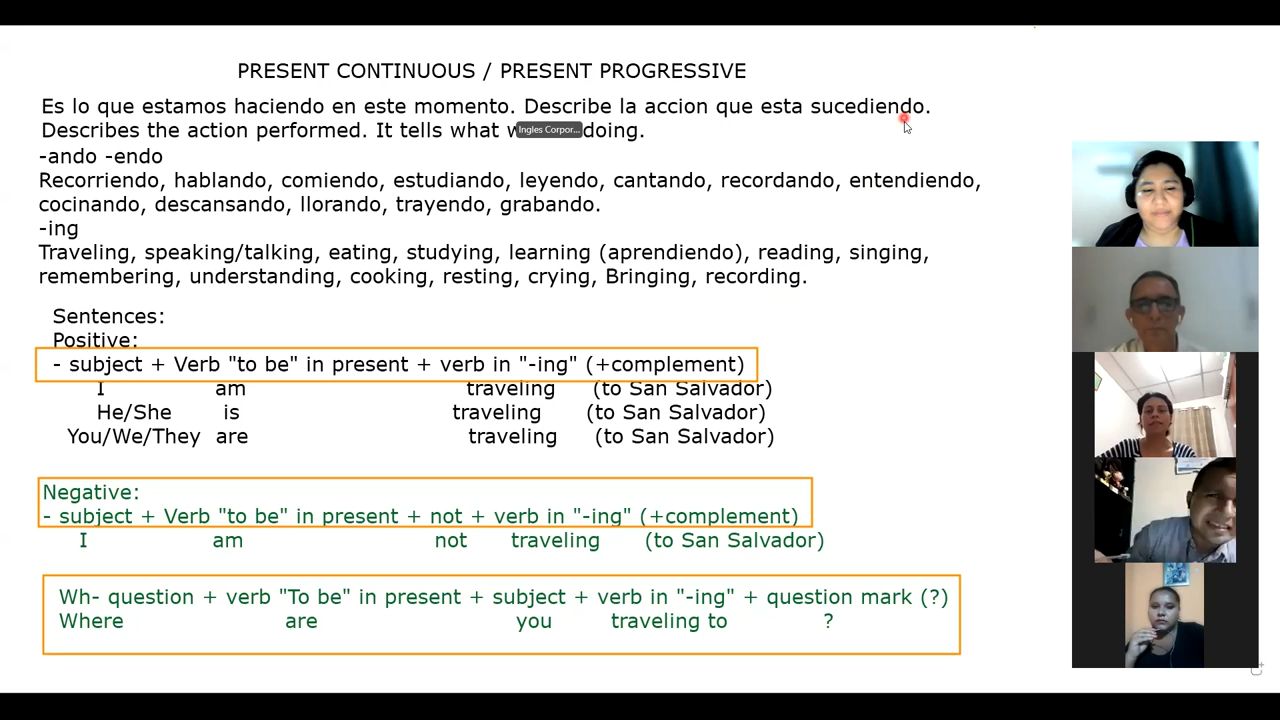 PRESENT CONTINUOUS / PRESENT PROGRESSIVE
Es lo que estamos haciendo en este momento. Describe la accion que esta sucediendo.
Describes the action performed. It tells what doing.
Ingles Corpor...
-ando -endo
Recorriendo, hablando, comiendo, estudiando, leyendo, cantando, recordando, entendiendo,
cocinando, descansando, llorando, trayendo, grabando.
-ing
Traveling, speaking/talking, eating, studying, learning (aprendiendo), reading, singing,
remembering, understanding, cooking, resting, crying, Bringing, recording.
Sentences:
Positive:
- subject + Verb "to be" in present + verb in "-ing" (+complement)
I am traveling (to San Salvador)
He/She is traveling (to San Salvador)
You/We/They are traveling (to San Salvador)
Negative:
- subject + Verb "to be" in present + not + verb in "-ing" (+complement)
I am not traveling (to San Salvador)
Wh- question + verb "To be" in present + subject + verb in "-ing" + question mark (?)
Where are you traveling to ?